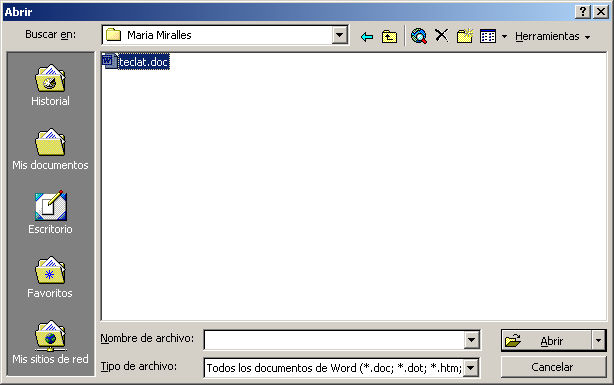 Abrir
Buscar en: Maria Miralles Herramientas
teclat.doc
Historial
Mis documentos
Escritorio
Favoritos
Mis sitios de red
Nombre de archivo: Abrir
Tipo de archivo: Todos los documentos de Word (*.doc; *.dot; *.htm; Cancelar